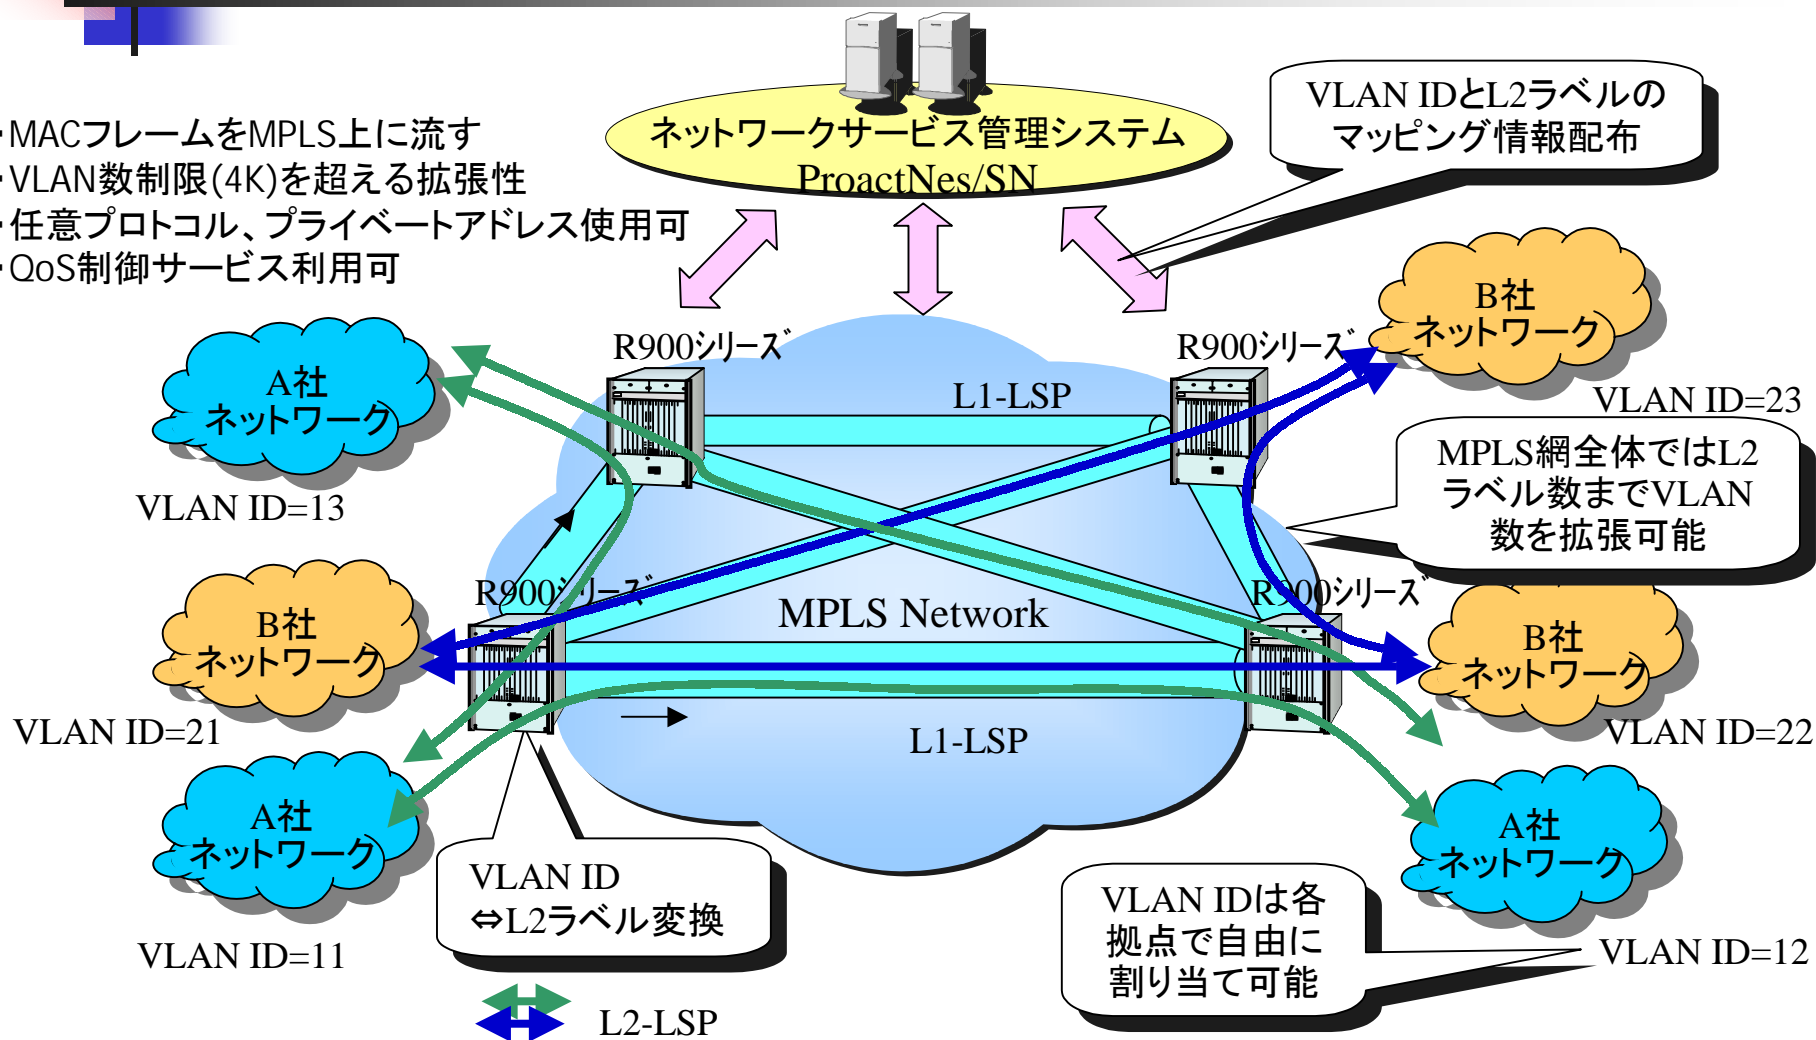 ・MACフレームをMPLS上に流す
・VLAN数制限(4K)を超える拡張性
・任意プロトコル、プライベートアドレス使用可
・QoS制御サービス利用可
ネットワークサービス管理システム
ProactNes/SN
VLAN IDとL2ラベルの
マッピング情報配布
B社
ネットワーク
VLAN ID=23
R900ｼﾘｰｽﾞ
R900ｼﾘｰｽﾞ
A社
ネットワーク
VLAN ID=13
L1-LSP
MPLS網全体ではL2
ラベル数までVLAN
数を拡張可能
R900ｼﾘｰｽﾞ
R900ｼﾘｰｽﾞ
MPLS Network
B社
ネットワーク
VLAN ID=21
B社
ネットワーク
VLAN ID=22
L1-LSP
A社
ネットワーク
VLAN ID=11
A社
ネットワーク
VLAN ID=12
VLAN ID
⇔L2ラベル変換
VLAN IDは各
拠点で自由に
割り当て可能
L2-LSP